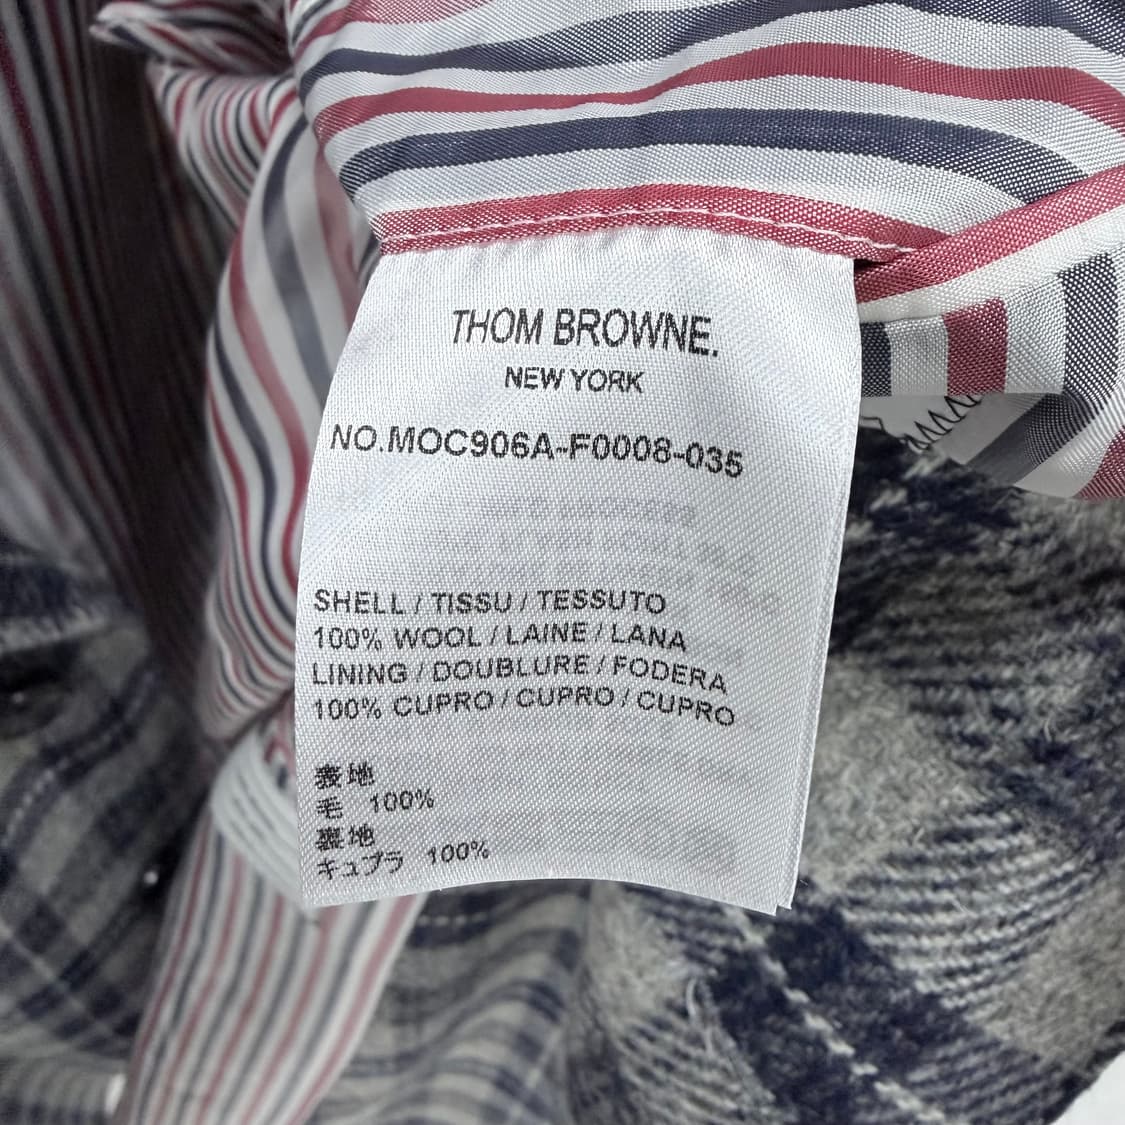 THOM BROWNE.
NEW YORK
NO.MOC906A-F0008-035
SHELL / TISSU / TESSUTO
100% WOOL / LAINE / LANA
LINING / DOUBLURE / FODERA
100% CUPRO / CUPRO / CUPRO
表地
毛 100%
裏地
キュプラ 100%